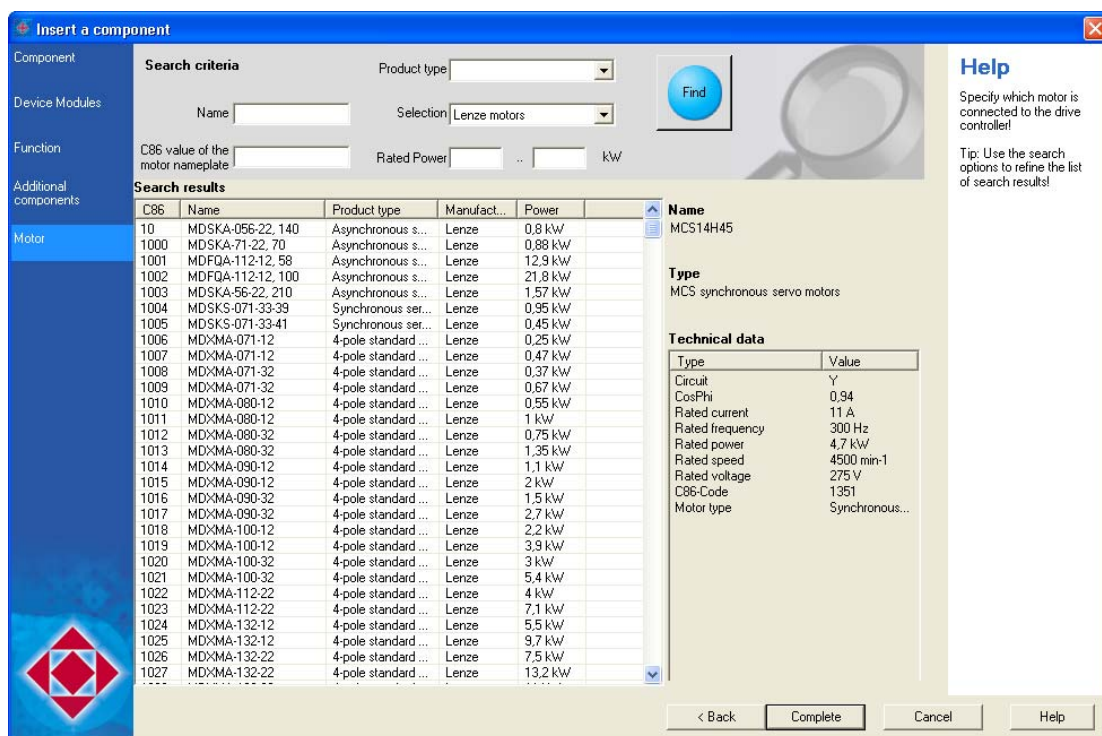 Insert a component
Component
Device Modules
Function
Additional
components
Motor
Search criteria
Product type
Name
Selection Lenze motors
C86 value of the
motor nameplate
Rated Power .. kW
Find
Search results
C86 Name Product type Manufact... Power
10 MDSKA-056-22, 140 Asynchronous s... Lenze 0,8 kW
1000 MDSKA-71-22, 70 Asynchronous s... Lenze 0,88 kW
1001 MDFQA-112-12, 58 Asynchronous s... Lenze 12,9 kW
1002 MDFQA-112-12, 100 Asynchronous s... Lenze 21,8 kW
1003 MDSKA-56-22, 210 Asynchronous s... Lenze 1,57 kW
1004 MDSKS-071-33-39 Synchronous ser... Lenze 0,95 kW
1005 MDSKS-071-33-41 Synchronous ser... Lenze 0,45 kW
1006 MDXMA-071-12 4-pole standard ... Lenze 0,25 kW
1007 MDXMA-071-12 4-pole standard ... Lenze 0,47 kW
1008 MDXMA-071-32 4-pole standard ... Lenze 0,37 kW
1009 MDXMA-071-32 4-pole standard ... Lenze 0,67 kW
1010 MDXMA-080-12 4-pole standard ... Lenze 0,55 kW
1011 MDXMA-080-12 4-pole standard ... Lenze 1 kW
1012 MDXMA-080-32 4-pole standard ... Lenze 0,75 kW
1013 MDXMA-080-32 4-pole standard ... Lenze 1,35 kW
1014 MDXMA-090-12 4-pole standard ... Lenze 1,1 kW
1015 MDXMA-090-12 4-pole standard ... Lenze 2 kW
1016 MDXMA-090-32 4-pole standard ... Lenze 1,5 kW
1017 MDXMA-090-32 4-pole standard ... Lenze 2,7 kW
1018 MDXMA-100-12 4-pole standard ... Lenze 2,2 kW
1019 MDXMA-100-12 4-pole standard ... Lenze 3,9 kW
1020 MDXMA-100-32 4-pole standard ... Lenze 3 kW
1021 MDXMA-100-32 4-pole standard ... Lenze 5,4 kW
1022 MDXMA-112-22 4-pole standard ... Lenze 4 kW
1023 MDXMA-112-22 4-pole standard ... Lenze 7,1 kW
1024 MDXMA-132-12 4-pole standard ... Lenze 5,5 kW
1025 MDXMA-132-12 4-pole standard ... Lenze 9,7 kW
1026 MDXMA-132-22 4-pole standard ... Lenze 7,5 kW
1027 MDXMA-132-22 4-pole standard ... Lenze 13,2 kW
Name
MCS14H45
Type
MCS synchronous servo motors
Technical data
Type Value
Circuit Y
CosPhi 0,94
Rated current 11 A
Rated frequency 300 Hz
Rated power 4,7 kW
Rated speed 4500 min-1
Rated voltage 275 V
C86-Code 1351
Motor type Synchronous...
Help
Specify which motor is
connected to the drive
controller!
Tip: Use the search
options to refine the list
of search results!
< Back Complete Cancel Help